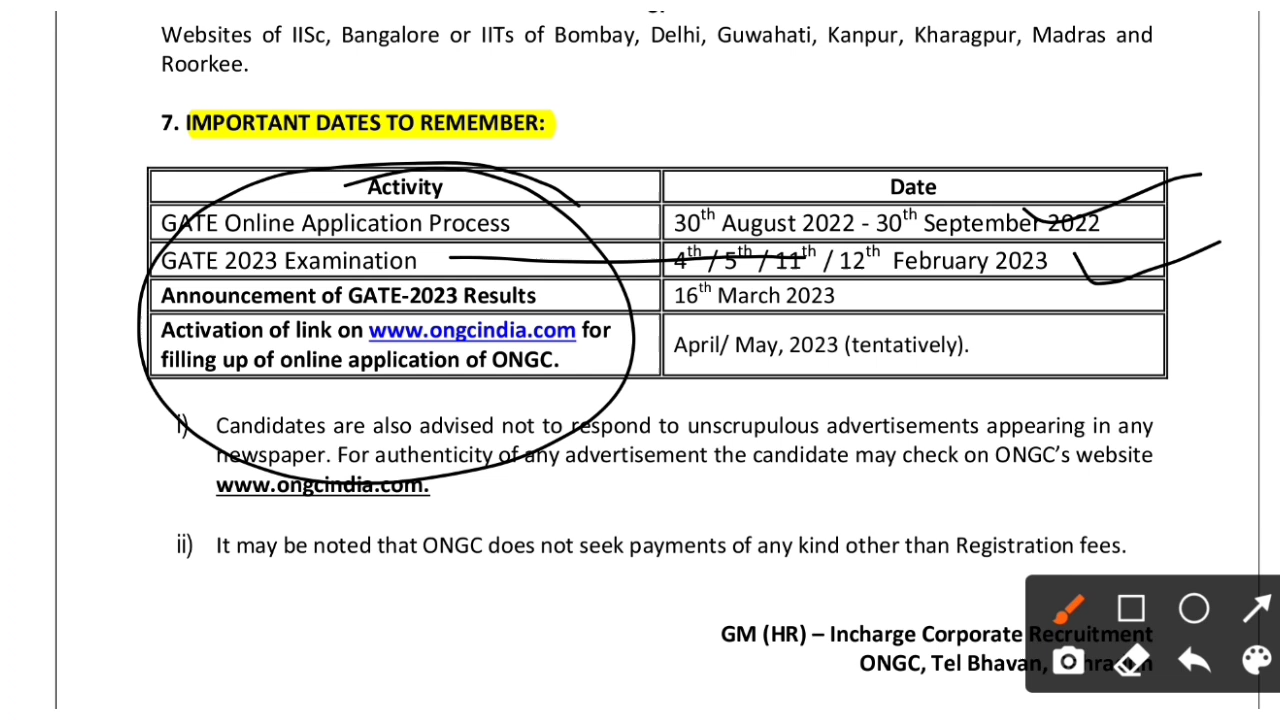 Websites of IISc, Bangalore or IITs of Bombay, Delhi, Guwahati, Kanpur, Kharagpur, Madras and
Roorkee.
7. IMPORTANT DATES TO REMEMBER:
Activity Date
GATE Online Application Process 30th August 2022 - 30th September 2022
GATE 2023 Examination 4th / 5th / 11th / 12th February 2023
Announcement of GATE-2023 Results 16th March 2023
Activation of link on www.ongcindia.com for
filling up of online application of ONGC. April/ May, 2023 (tentatively).
i) Candidates are also advised not to respond to unscrupulous advertisements appearing in any
newspaper. For authenticity of any advertisement the candidate may check on ONGC's website
www.ongcindia.com.
ii) It may be noted that ONGC does not seek payments of any kind other than Registration fees.
GM (HR) – Incharge Corporate Recruitment
ONGC, Tel Bhavan,